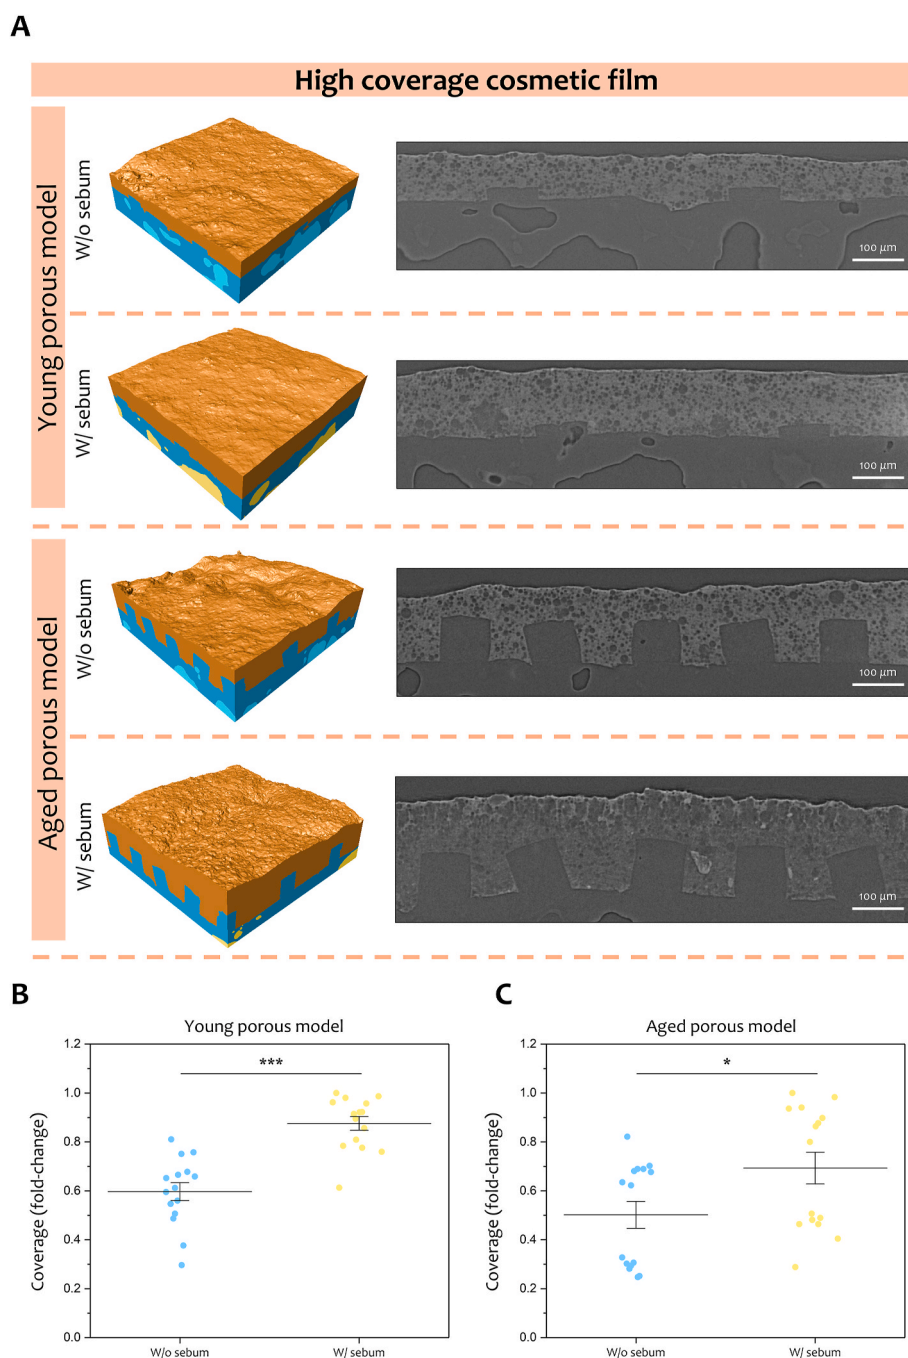 A
High coverage cosmetic film
Young porous model
W/o sebum
100 µm
W/ sebum
100 µm
Aged porous model
W/o sebum
100 µm
W/ sebum
100 µm
B
Young porous model
Coverage (fold-change)
1.2
1.0
0.8
0.6
0.4
0.2
0.0
***
W/o sebum
W/ sebum
C
Aged porous model
Coverage (fold-change)
1.2
1.0
0.8
0.6
0.4
0.2
0.0
*
W/o sebum
W/ sebum